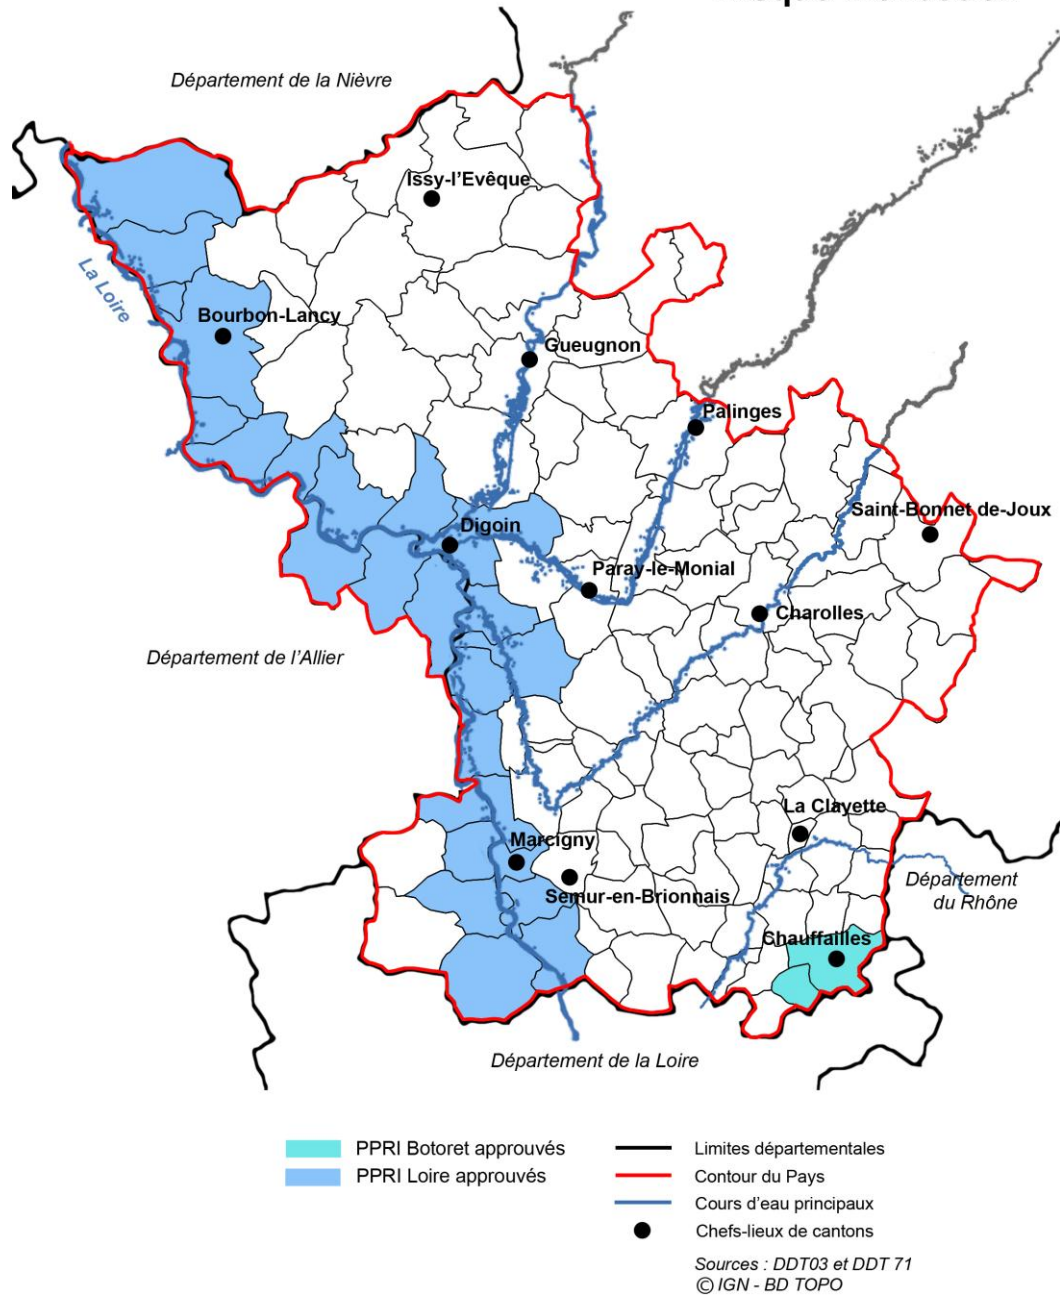 Département de la Nièvre
Issy-l'Evêque
La Loire
Bourbon-Lancy
Gueugnon
Palinges
Saint-Bonnet de-Joux
Digoin
Paray-le-Monial
Charolles
Département de l'Allier
La Clayette
Marcigny
Semur-en-Brionnais
Département
du Rhône
Chauffailles
Département de la Loire
PPRI Botoret approuvés
PPRI Loire approuvés
Limites départementales
Contour du Pays
Cours d'eau principaux
Chefs-lieux de cantons
Sources : DDT03 et DDT 71
© IGN - BD TOPO